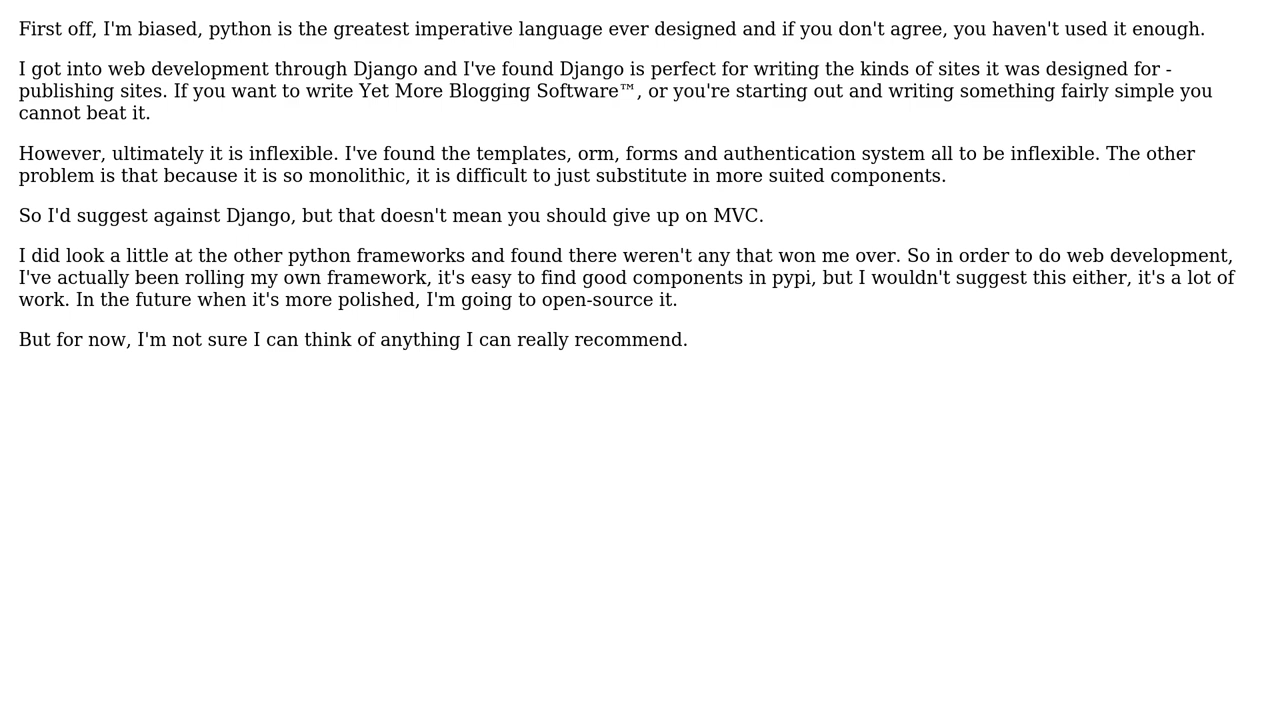 First off, I'm biased, python is the greatest imperative language ever designed and if you don't agree, you haven't used it enough.
I got into web development through Django and I've found Django is perfect for writing the kinds of sites it was designed for -
publishing sites. If you want to write Yet More Blogging Software™, or you're starting out and writing something fairly simple you
cannot beat it.
However, ultimately it is inflexible. I've found the templates, orm, forms and authentication system all to be inflexible. The other
problem is that because it is so monolithic, it is difficult to just substitute in more suited components.
So I'd suggest against Django, but that doesn't mean you should give up on MVC.
I did look a little at the other python frameworks and found there weren't any that won me over. So in order to do web development,
I've actually been rolling my own framework, it's easy to find good components in pypi, but I wouldn't suggest this either, it's a lot of
work. In the future when it's more polished, I'm going to open-source it.
But for now, I'm not sure I can think of anything I can really recommend.